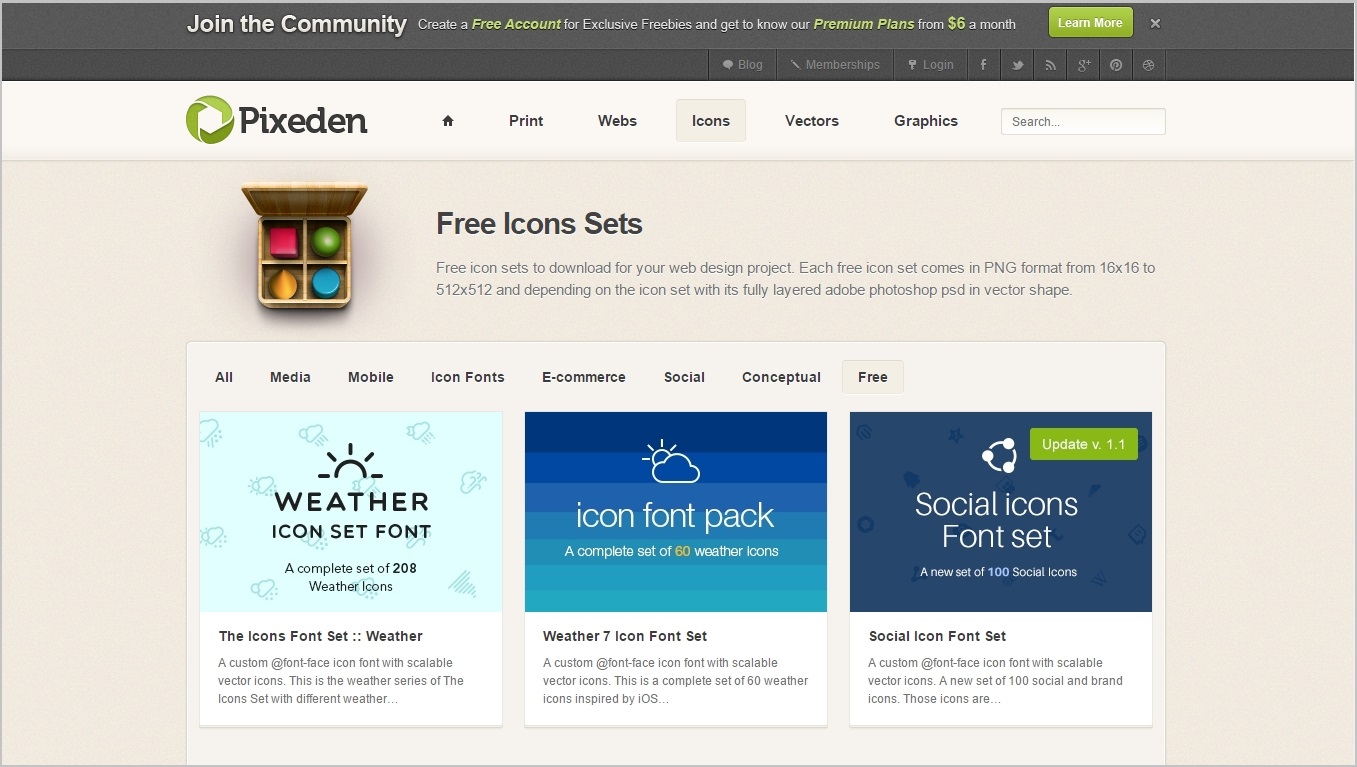 Join the Community Create a Free Account for Exclusive Freebies and get to know our Premium Plans from $6 a month Learn More ×
Blog Memberships Login
Pixeden Print Webs Icons Vectors Graphics Search...
Free Icons Sets
Free icon sets to download for your web design project. Each free icon set comes in PNG format from 16x16 to
512x512 and depending on the icon set with its fully layered adobe photoshop psd in vector shape.
All Media Mobile Icon Fonts E-commerce Social Conceptual Free
WEATHER
ICON SET FONT
A complete set of 208
Weather Icons
The Icons Font Set :: Weather
A custom @font-face icon font with scalable
vector icons. This is the weather series of The
Icons Set with different weather...
icon font pack
A complete set of 60 weather icons
Weather 7 Icon Font Set
A custom @font-face icon font with scalable
vector icons. This is a complete set of 60 weather
icons inspired by iOS...
Update v. 1.1
Social icons
Font set
A new set of 100 Social Icons
Social Icon Font Set
A custom @font-face icon font with scalable
vector icons. A new set of 100 social and brand
icons. Those icons are...